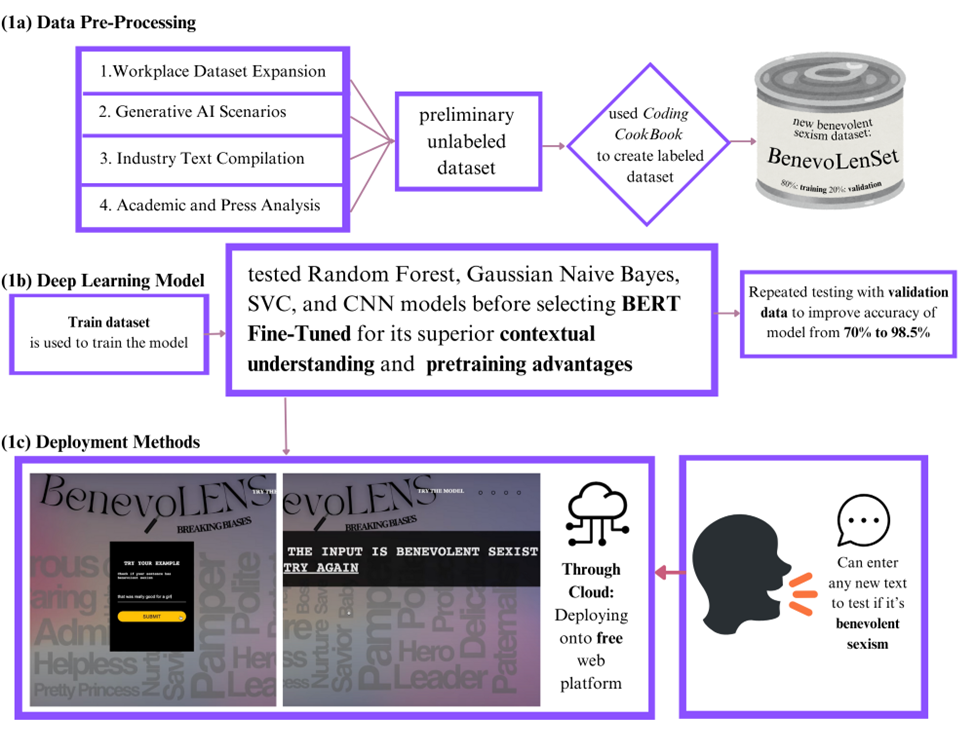 (1a) Data Pre-Processing
1.Workplace Dataset Expansion
2. Generative AI Scenarios
3. Industry Text Compilation
4. Academic and Press Analysis
preliminary
unlabeled
dataset
used Coding
CookBook
to create labeled
dataset
new benevolent
sexism dataset:
BenevoLenSet
80%: training 20%: validation
(1b) Deep Learning Model
Train dataset
is used to train the model
tested Random Forest, Gaussian Naive Bayes,
SVC, and CNN models before selecting BERT
Fine-Tuned for its superior contextual
understanding and pretraining advantages
Repeated testing with validation
data to improve accuracy of
model from 70% to 98.5%
(1c) Deployment Methods
BenevoLENS
TRY THE
BREAKING BIASES
TRY YOUR EXAMPLE
Check if your sentence has
benevolent sexism
that was really good for a girl
SUBMIT
rous
aring
Admi
Helpless
Pretty Princess
Nurtu
Savio
Pamper
Polite
Hero
Lea
evoLENS
TRY THE MODEL
BREAKING BIASES
THE INPUT IS BENEVOLENT SEXIST
TRY AGAIN
Nurture
Savior
Pamp
Hero
Leader
Delica
Paternal
Through
Cloud:
Deploying
onto free
web
platform
Can enter
any new text
to test if it's
benevolent
sexism